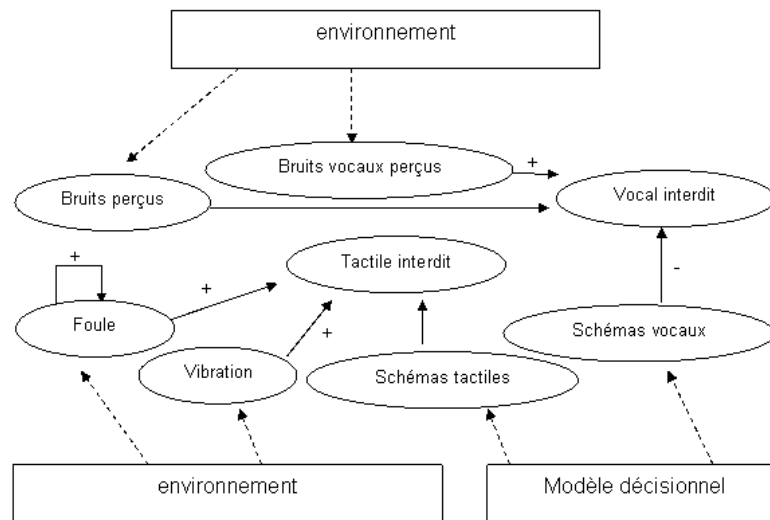 environnement
Bruits vocaux perçus
+
Bruits perçus
Vocal interdit
+
Tactile interdit
-
+
Foule
+
Schémas vocaux
Vibration
Schémas tactiles
environnement
Modèle décisionnel